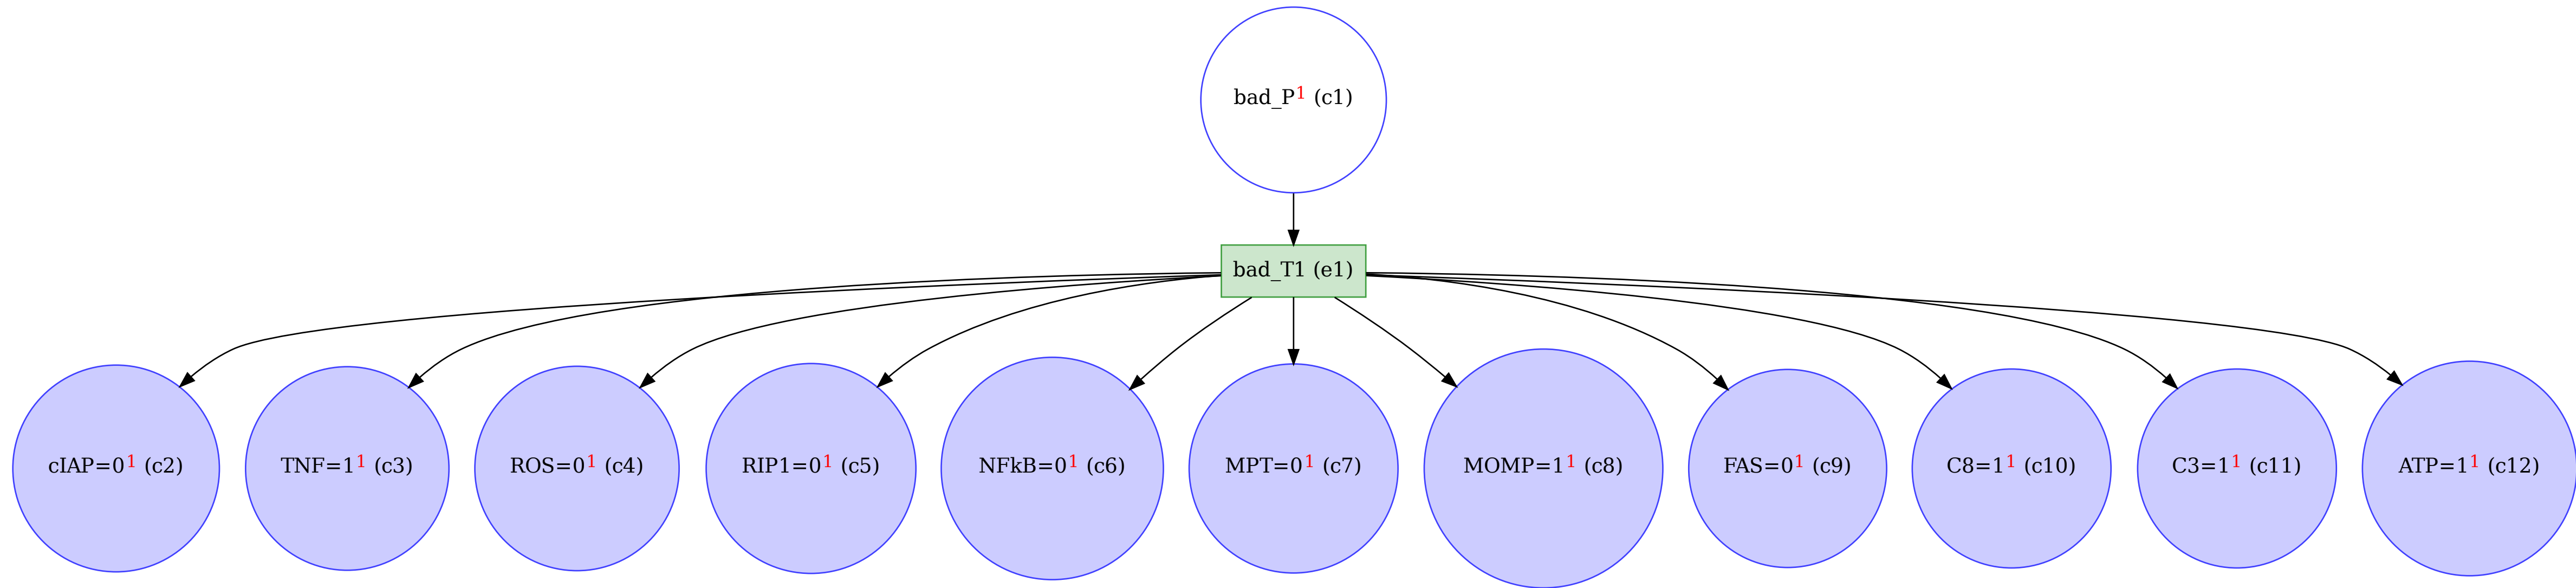 bad_P1 (c1)
bad_T1 (e1)
cIAP=01 (c2)
TNF=11 (c3)
ROS=01 (c4)
RIP1=01 (c5)
NFkB=01 (c6)
MPT=01 (c7)
MOMP=11 (c8)
FAS=01 (c9)
C8=11 (c10)
C3=11 (c11)
ATP=11 (c12)